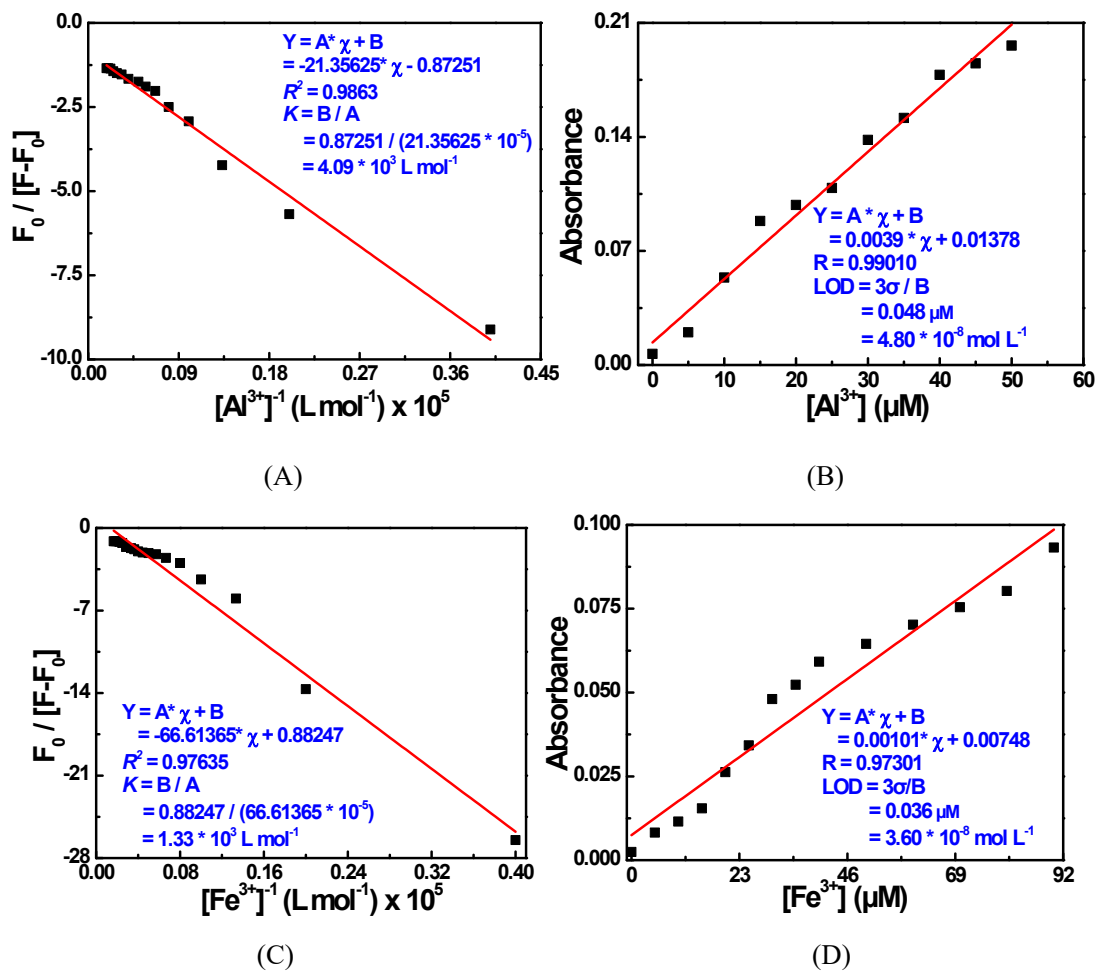 0.0
-2.5
-5.0
-7.5
-10.0
F₀ / [F-F₀]
Y = A* χ + B
= -21.35625* χ - 0.87251
R² = 0.9863
K = B / A
= 0.87251 / (21.35625 * 10⁻⁵)
= 4.09 * 10³ L mol⁻¹
0.00 0.09 0.18 0.27 0.36 0.45
[Al³⁺]⁻¹ (L mol⁻¹) x 10⁵
(A)
0.21
0.14
0.07
0.00
Absorbance
Y = A* χ + B
= 0.0039 * χ + 0.01378
R = 0.99010
LOD = 3σ / B
= 0.048 µM
= 4.80 * 10⁻⁸ mol L⁻¹
0 10 20 30 40 50 60
[Al³⁺] (µM)
(B)
0
-7
-14
-21
-28
F₀ / [F-F₀]
Y = A* χ + B
= -66.61365* χ + 0.88247
R² = 0.97635
K = B / A
= 0.88247 / (66.61365 * 10⁻⁵)
= 1.33 * 10³ L mol⁻¹
0.00 0.08 0.16 0.24 0.32 0.40
[Fe³⁺]⁻¹ (L mol⁻¹) x 10⁵
(C)
0.100
0.075
0.050
0.025
0.000
Absorbance
Y = A* χ + B
= 0.00101* χ + 0.00748
R = 0.97301
LOD = 3σ/B
= 0.036 µM
= 3.60 * 10⁻⁸ mol L⁻¹
0 23 46 69 92
[Fe³⁺] (µM)
(D)